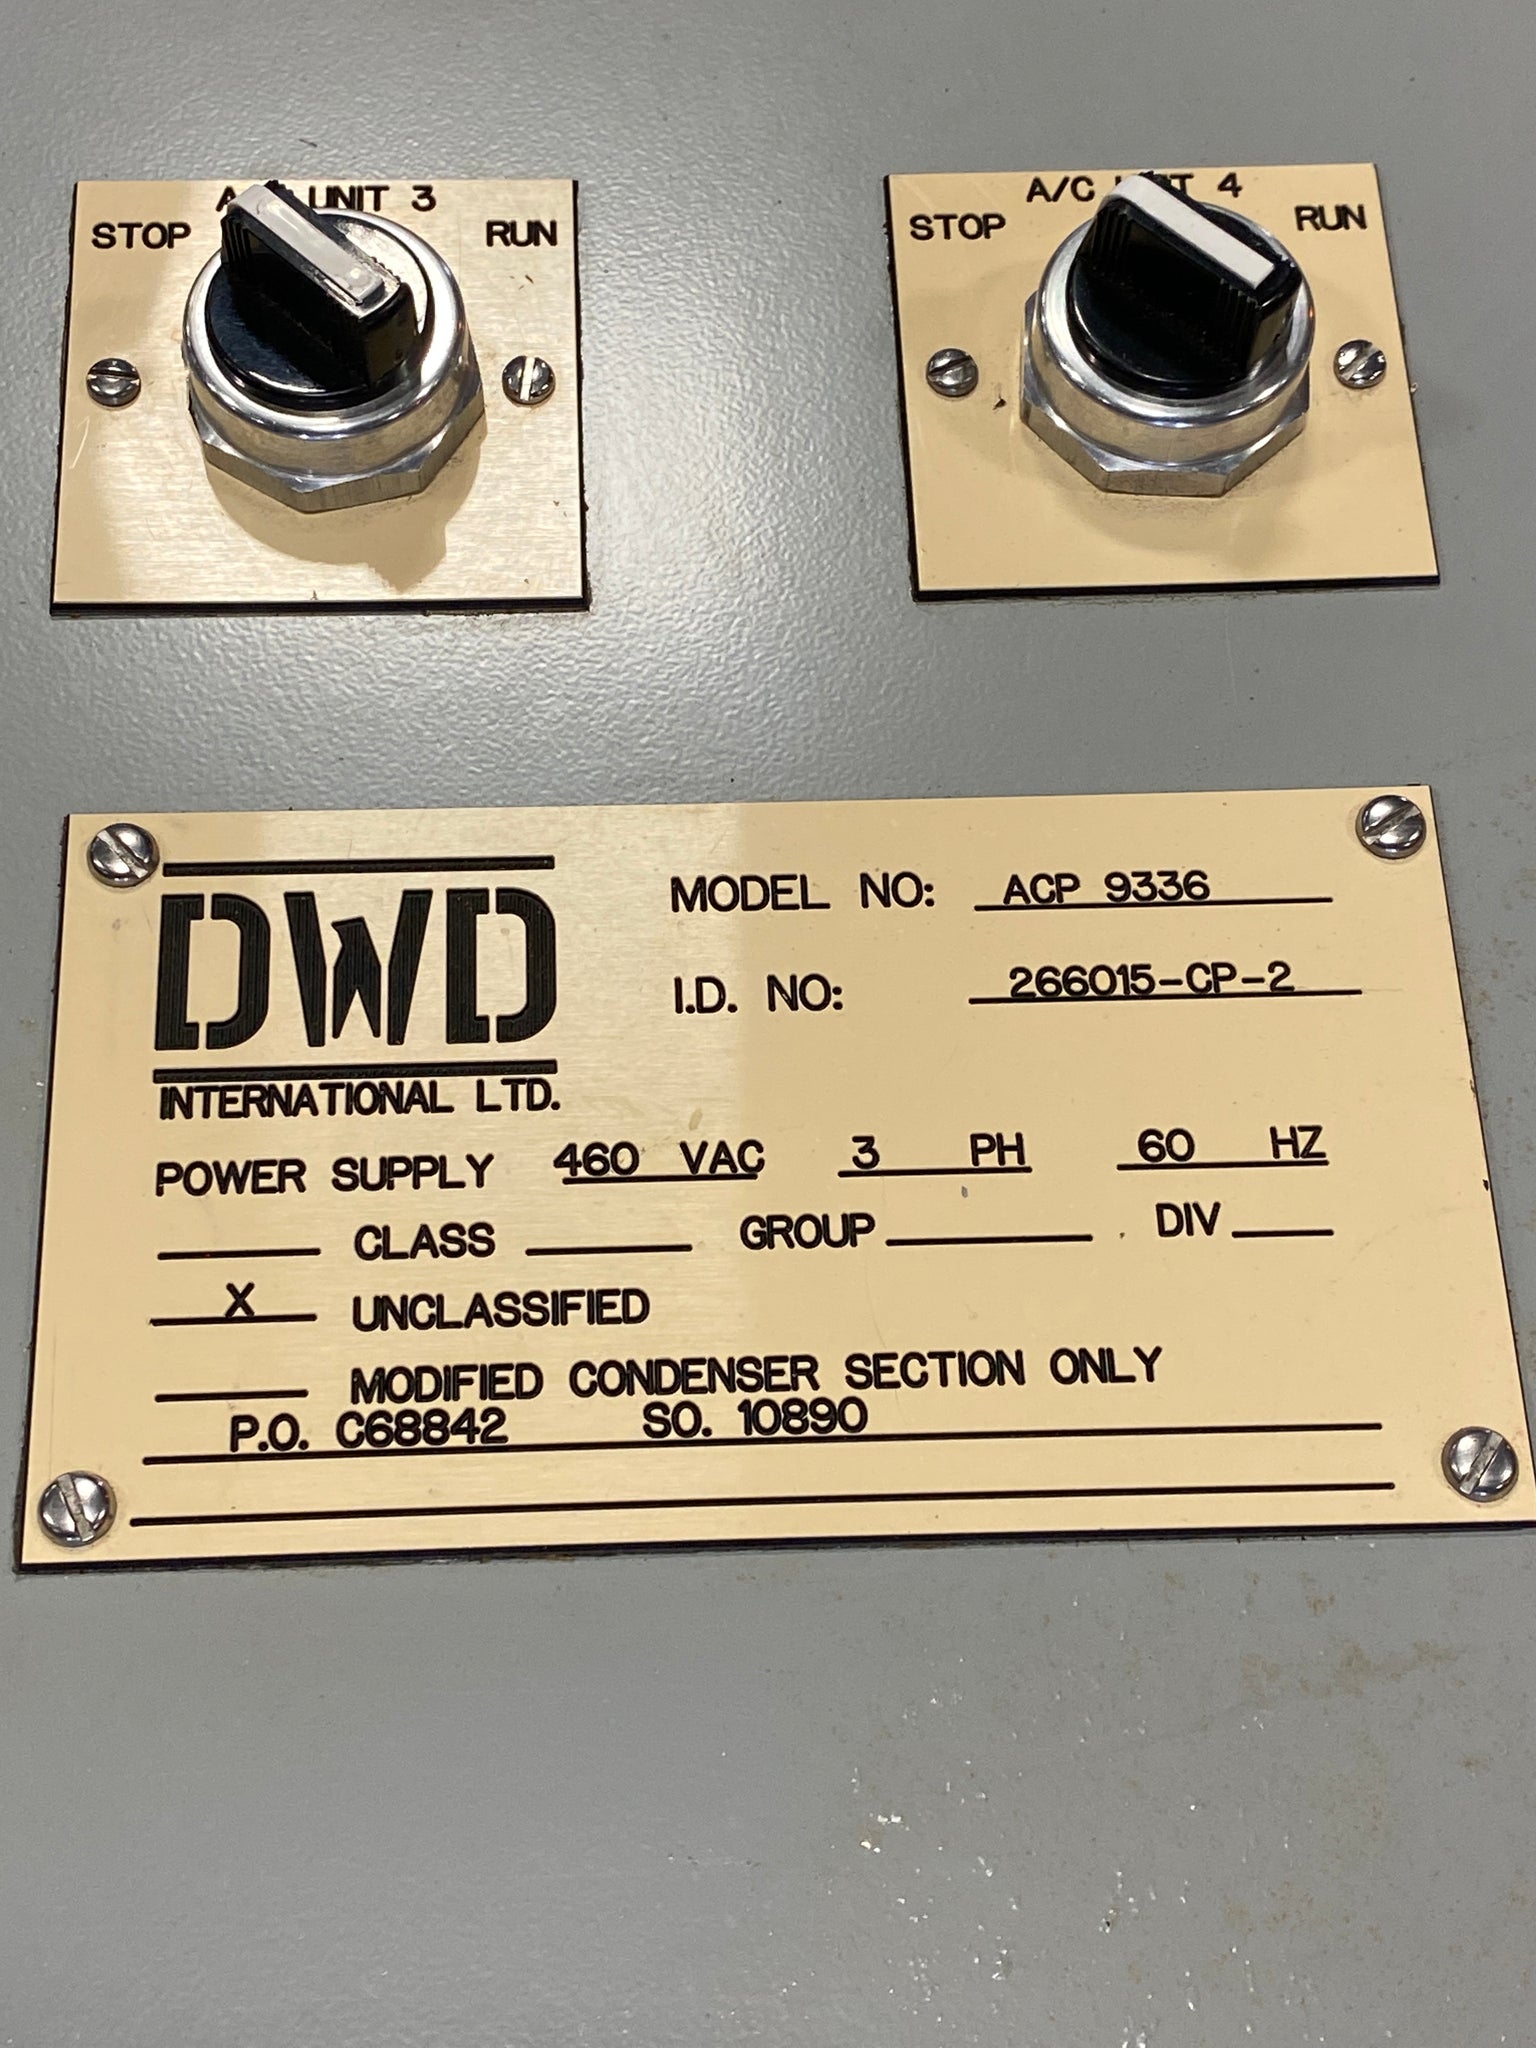 UNIT 3
STOP RUN
A/C 4
STOP RUN
DWD
INTERNATIONAL LTD.
MODEL NO: ACP 9336
I.D. NO: 266015-CP-2
POWER SUPPLY 460 VAC 3 PH 60 HZ
CLASS GROUP DIV
X UNCLASSIFIED
MODIFIED CONDENSER SECTION ONLY
P.O. C68842 SO. 10890